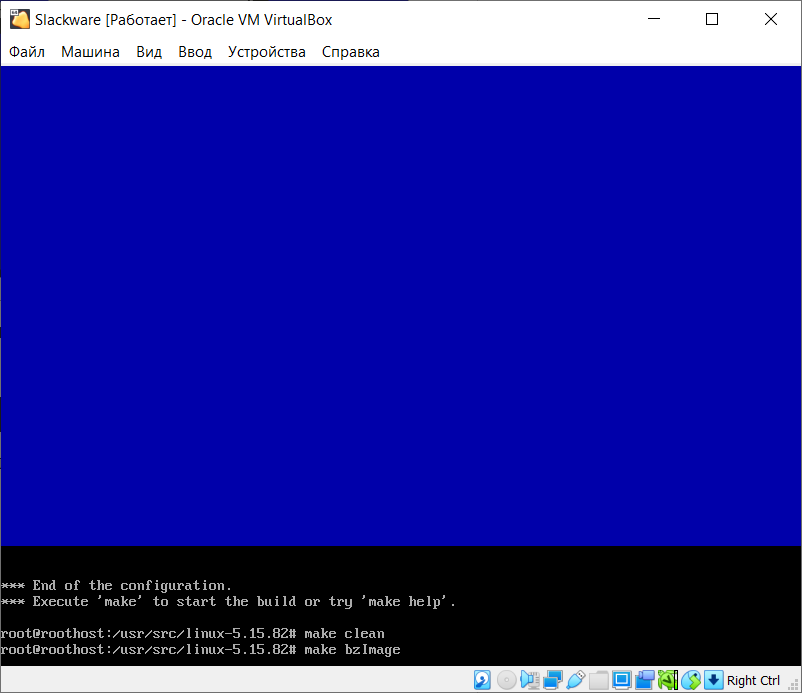 Slackware [Работает] - Oracle VM VirtualBox
Файл Машина Вид Ввод Устройства Справка
*** End of the configuration.
*** Execute 'make' to start the build or try 'make help'.
root@roothost:/usr/src/linux-5.15.82# make clean
root@roothost:/usr/src/linux-5.15.82# make bzImage
Right Ctrl